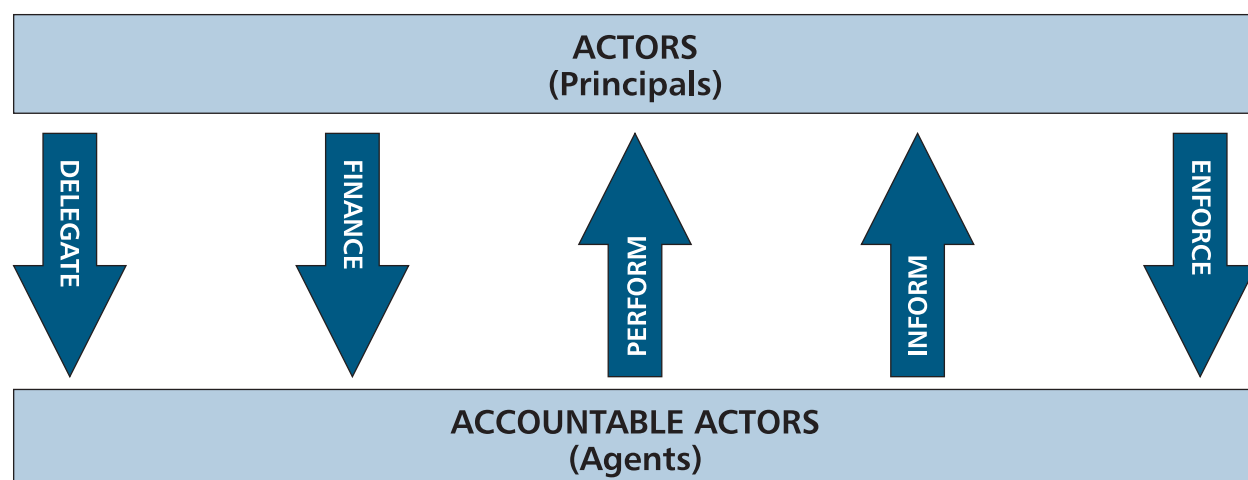 ACTORS
(Principals)
DELEGATE
FINANCE
PERFORM
INFORM
ENFORCE
ACCOUNTABLE ACTORS
(Agents)